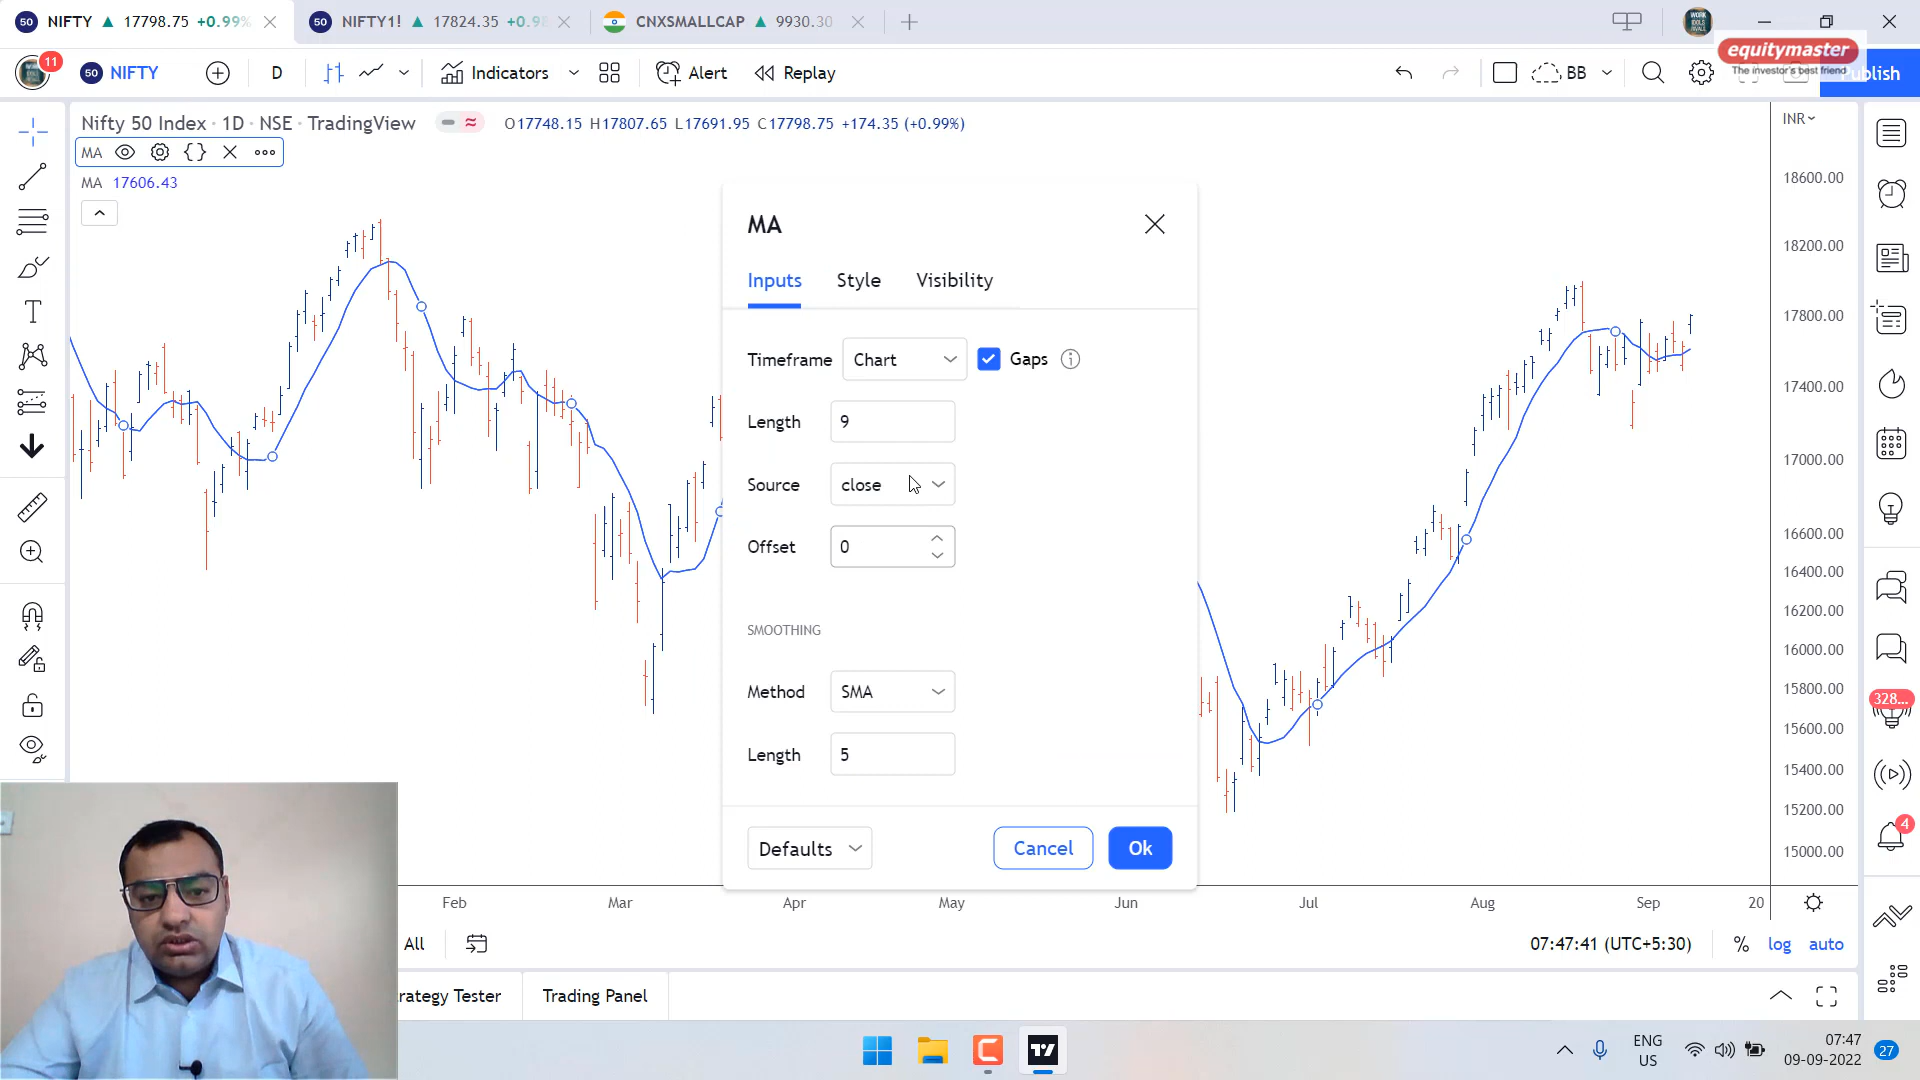 50 NIFTY ▲ 17798.75 +0.99%
50 NIFTY1! ▲ 17824.35 +0.98
CNXSMALLCAP ▲ 9930.30
equitymaster
The investor's best friend
11
50 NIFTY
D
Indicators
Alert
Replay
BB
Publish
Nifty 50 Index · 1D · NSE · TradingView
O17748.15 H17807.65 L17691.95 C17798.75 +174.35 (+0.99%)
INR
MA
MA 17606.43
18600.00
18200.00
17800.00
17400.00
17000.00
16600.00
16400.00
16200.00
16000.00
15800.00
15600.00
15400.00
15200.00
15000.00
MA
Inputs Style Visibility
Timeframe Chart Gaps
Length 9
Source close
Offset 0
SMOOTHING
Method SMA
Length 5
Defaults Cancel Ok
328...
4
Feb Mar Apr May Jun Jul Aug Sep 20
All
07:47:41 (UTC+5:30) % log auto
rategy Tester Trading Panel
ENG
US
07:47
09-09-2022
27